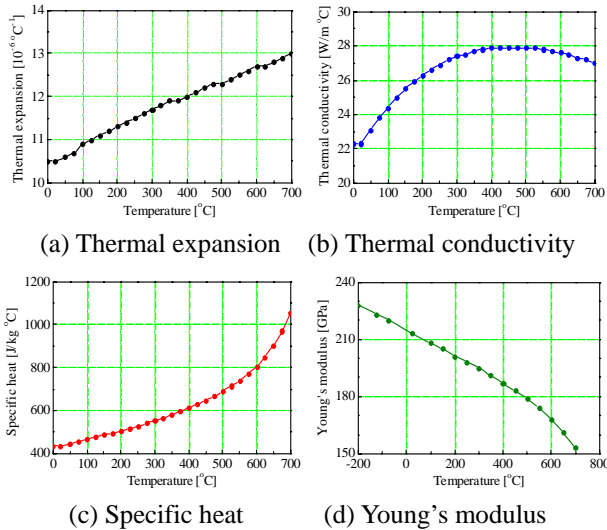 Thermal expansion [10⁻⁶ °C⁻¹]
14
13
12
11
10
0 100 200 300 400 500 600 700
Temperature [°C]
(a) Thermal expansion
Thermal conductivity [W/m °C]
30
28
26
24
22
20
0 100 200 300 400 500 600 700
Temperature [°C]
(b) Thermal conductivity
Specific heat [J/kg °C]
1200
1000
800
600
400
0 100 200 300 400 500 600 700
Temperature [°C]
(c) Specific heat
Young's modulus [GPa]
240
210
180
150
-200 0 200 400 600 800
Temperature [°C]
(d) Young's modulus